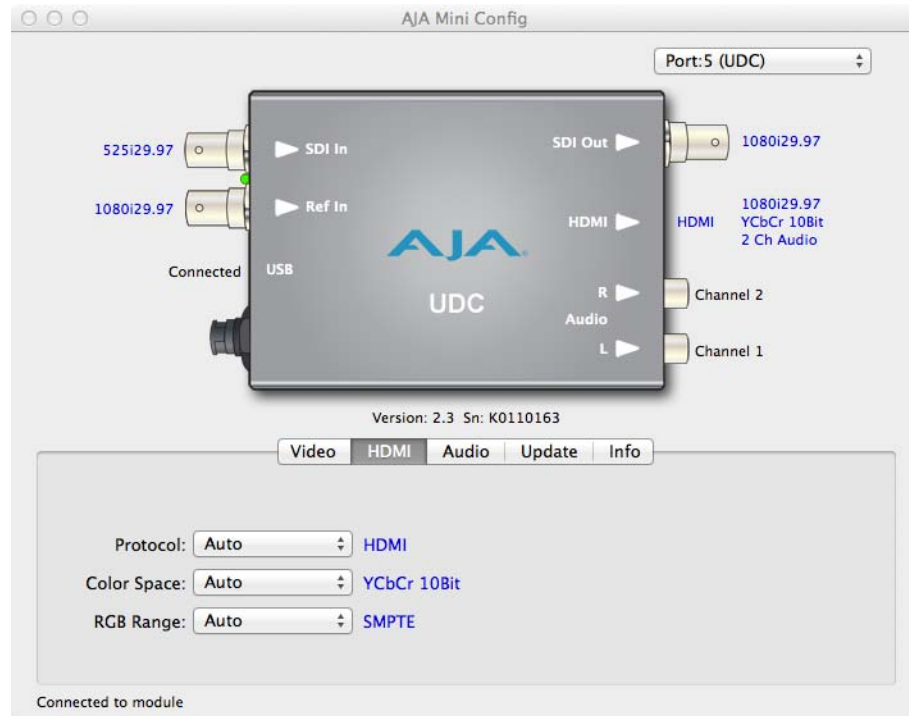 AJA Mini Config
Port:5 (UDC)
525i29.97
SDI In
SDI Out
1080i29.97
1080i29.97
Ref In
HDMI
HDMI
1080i29.97
YCbCr 10Bit
2 Ch Audio
AJA
Connected
USB
UDC
R
Channel 2
Audio
L
Channel 1
Version: 2.3 Sn: K0110163
Video HDMI Audio Update Info
Protocol: Auto HDMI
Color Space: Auto YCbCr 10Bit
RGB Range: Auto SMPTE
Connected to module